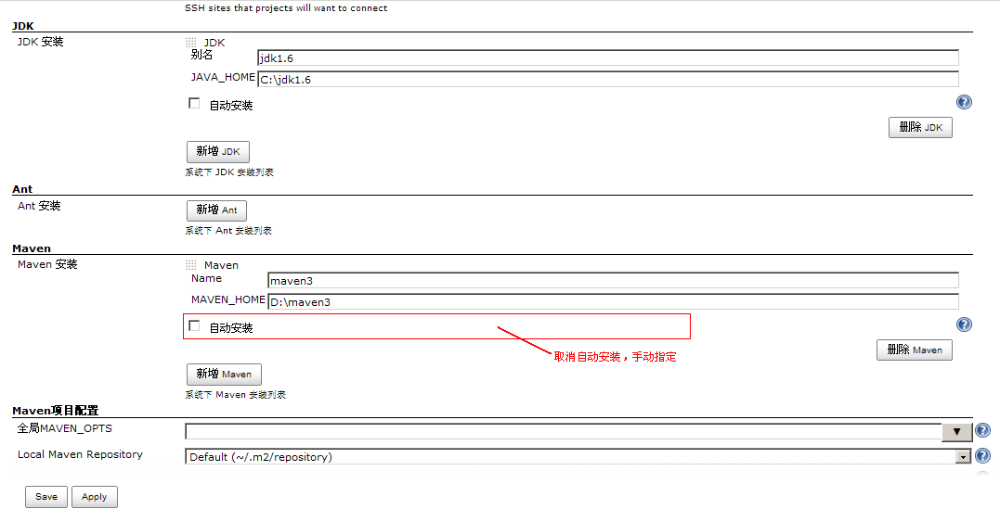 SSH sites that projects will want to connect
JDK
JDK 安装
JDK
别名
jdk1.6
JAVA_HOME
C:\jdk1.6
自动安装
删除 JDK
新增 JDK
系统下 JDK 安装列表
Ant
Ant 安装
新增 Ant
系统下 Ant 安装列表
Maven
Maven 安装
Maven
Name
maven3
MAVEN_HOME
D:\maven3
自动安装
取消自动安装，手动指定
删除 Maven
新增 Maven
系统下 Maven 安装列表
Maven项目配置
全局MAVEN_OPTS
Local Maven Repository
Default (~/.m2/repository)
Save
Apply